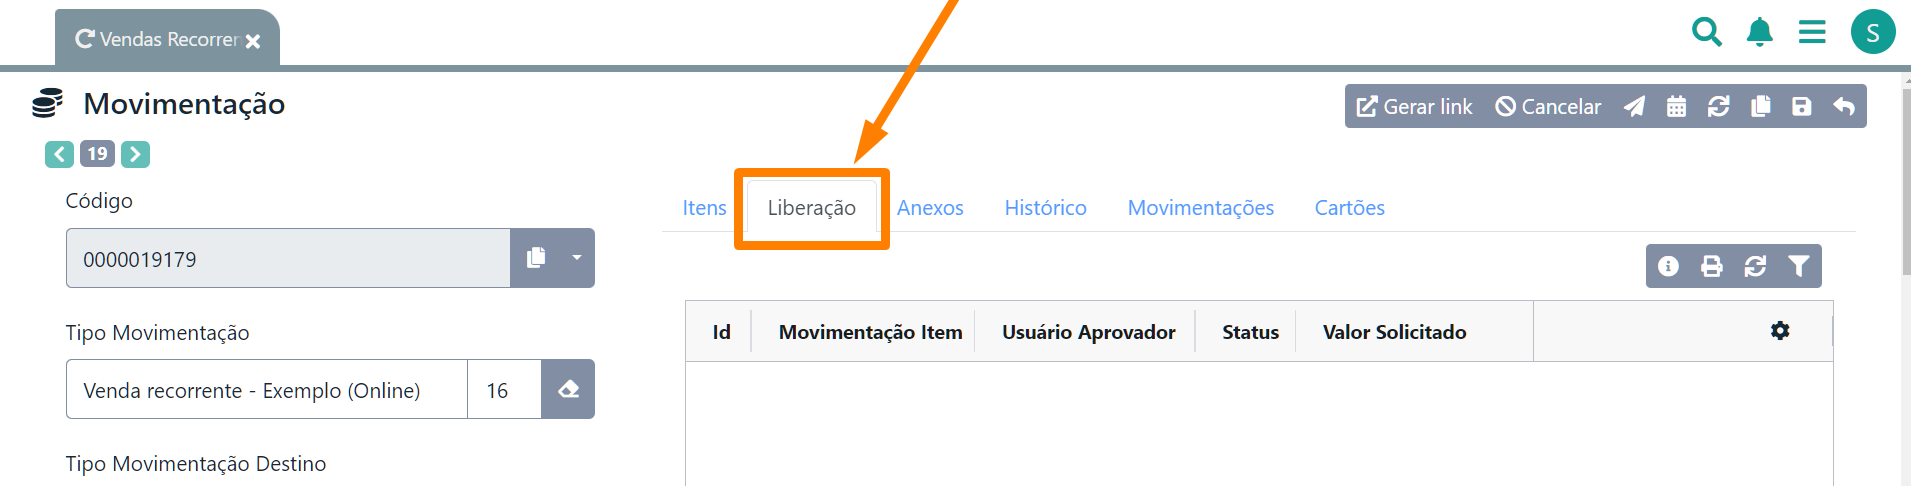 Vendas Recorrer
S
Movimentação
Gerar link Cancelar
19
Código
0000019179
Tipo Movimentação
Venda recorrente - Exemplo (Online) 16
Tipo Movimentação Destino
Itens Liberação Anexos Histórico Movimentações Cartões
Id Movimentação Item Usuário Aprovador Status Valor Solicitado